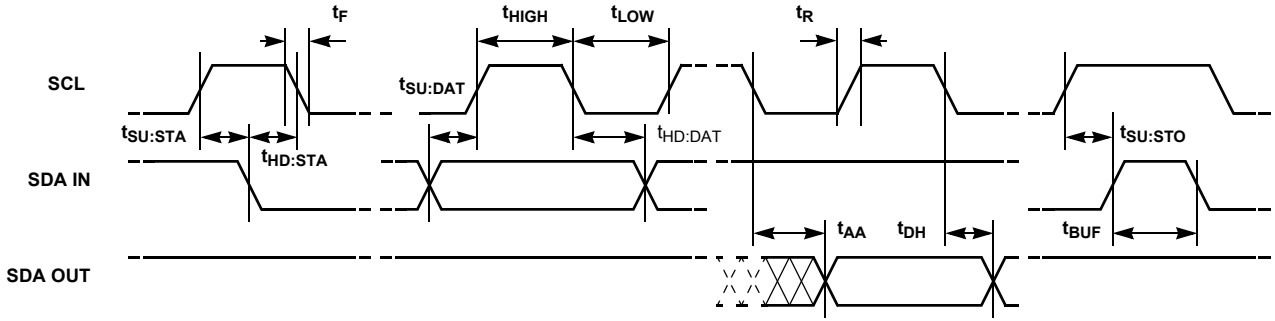 tF
tHIGH
tLOW
tR
SCL
tSU:DAT
tSU:STA
tHD:STA
tHD:DAT
tSU:STO
SDA IN
tAA
tDH
tBUF
SDA OUT